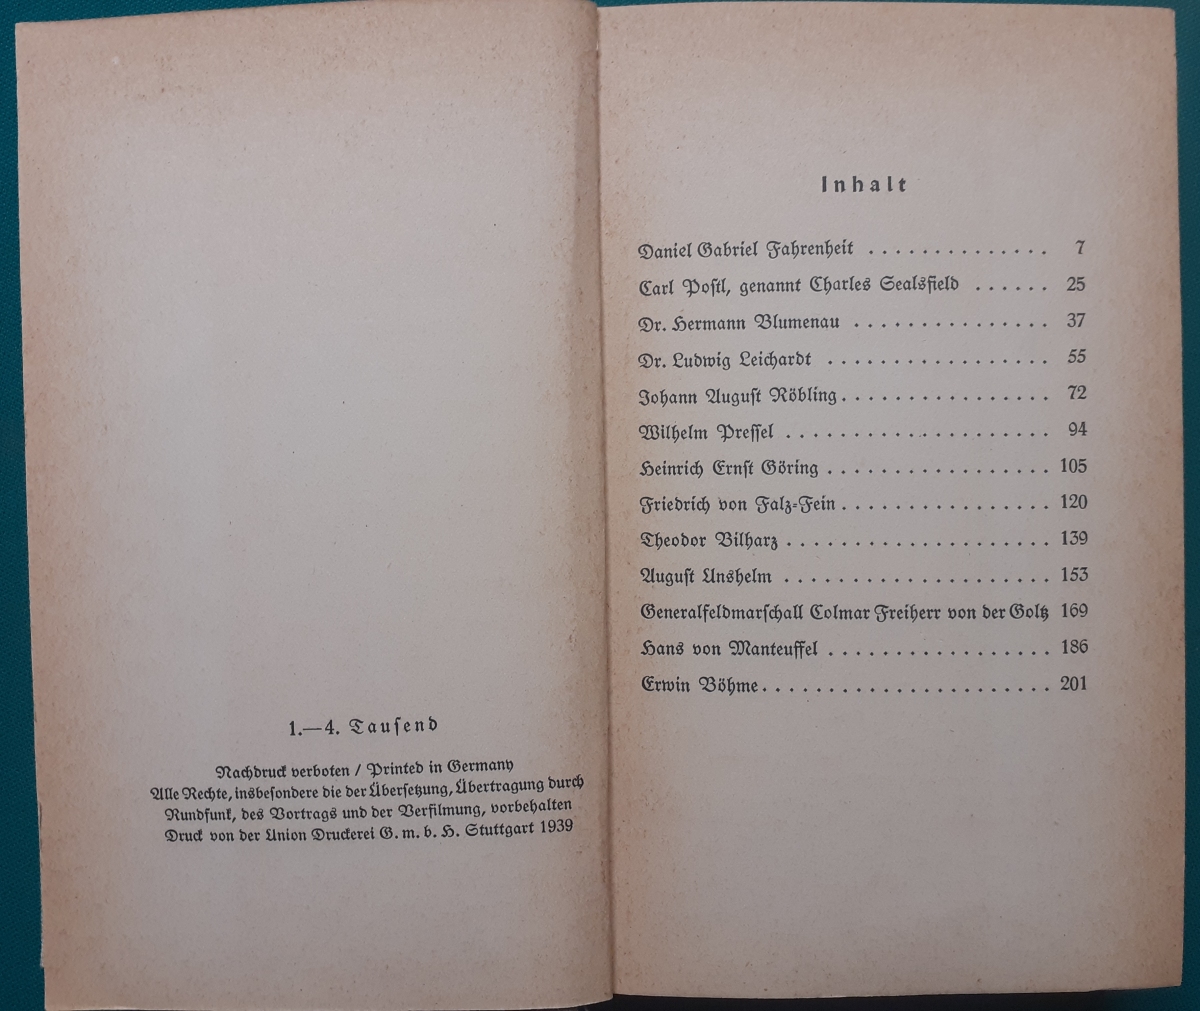 1.—4. Tausend
Nachdruck verboten / Printed in Germany
Alle Rechte, insbesondere die der Übersetzung, Übertragung durch
Rundfunk, des Vortrags und der Verfilmung, vorbehalten
Druck von der Union Druckerei G. m. b. H. Stuttgart 1939
Inhalt
Daniel Gabriel Fahrenheit . . . . . . . . . . . . . . 7
Carl Postl, genannt Charles Sealsfield . . . . . . 25
Dr. Hermann Blumenau . . . . . . . . . . . . . . . 37
Dr. Ludwig Leichardt . . . . . . . . . . . . . . . . . 55
Johann August Röbling . . . . . . . . . . . . . . . . 72
Wilhelm Pressel . . . . . . . . . . . . . . . . . . . . 94
Heinrich Ernst Göring . . . . . . . . . . . . . . . . . 105
Friedrich von Falz-Fein . . . . . . . . . . . . . . . . 120
Theodor Bilharz . . . . . . . . . . . . . . . . . . . . 139
August Unshelm . . . . . . . . . . . . . . . . . . . . 153
Generalfeldmarschall Colmar Freiherr von der Goltz 169
Hans von Manteuffel . . . . . . . . . . . . . . . . . 186
Erwin Böhme . . . . . . . . . . . . . . . . . . . . . . 201